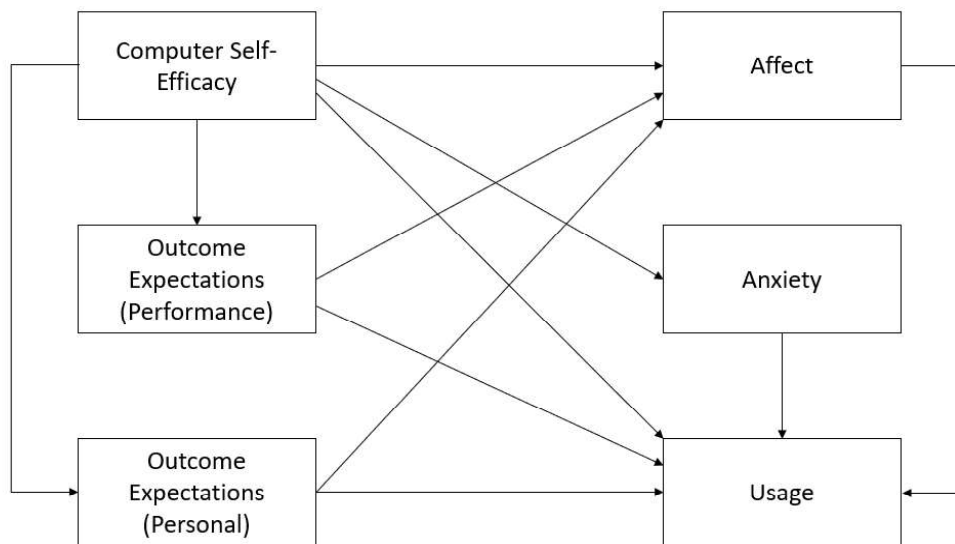 Computer Self-
Efficacy
Affect
Outcome
Expectations
(Performance)
Anxiety
Outcome
Expectations
(Personal)
Usage